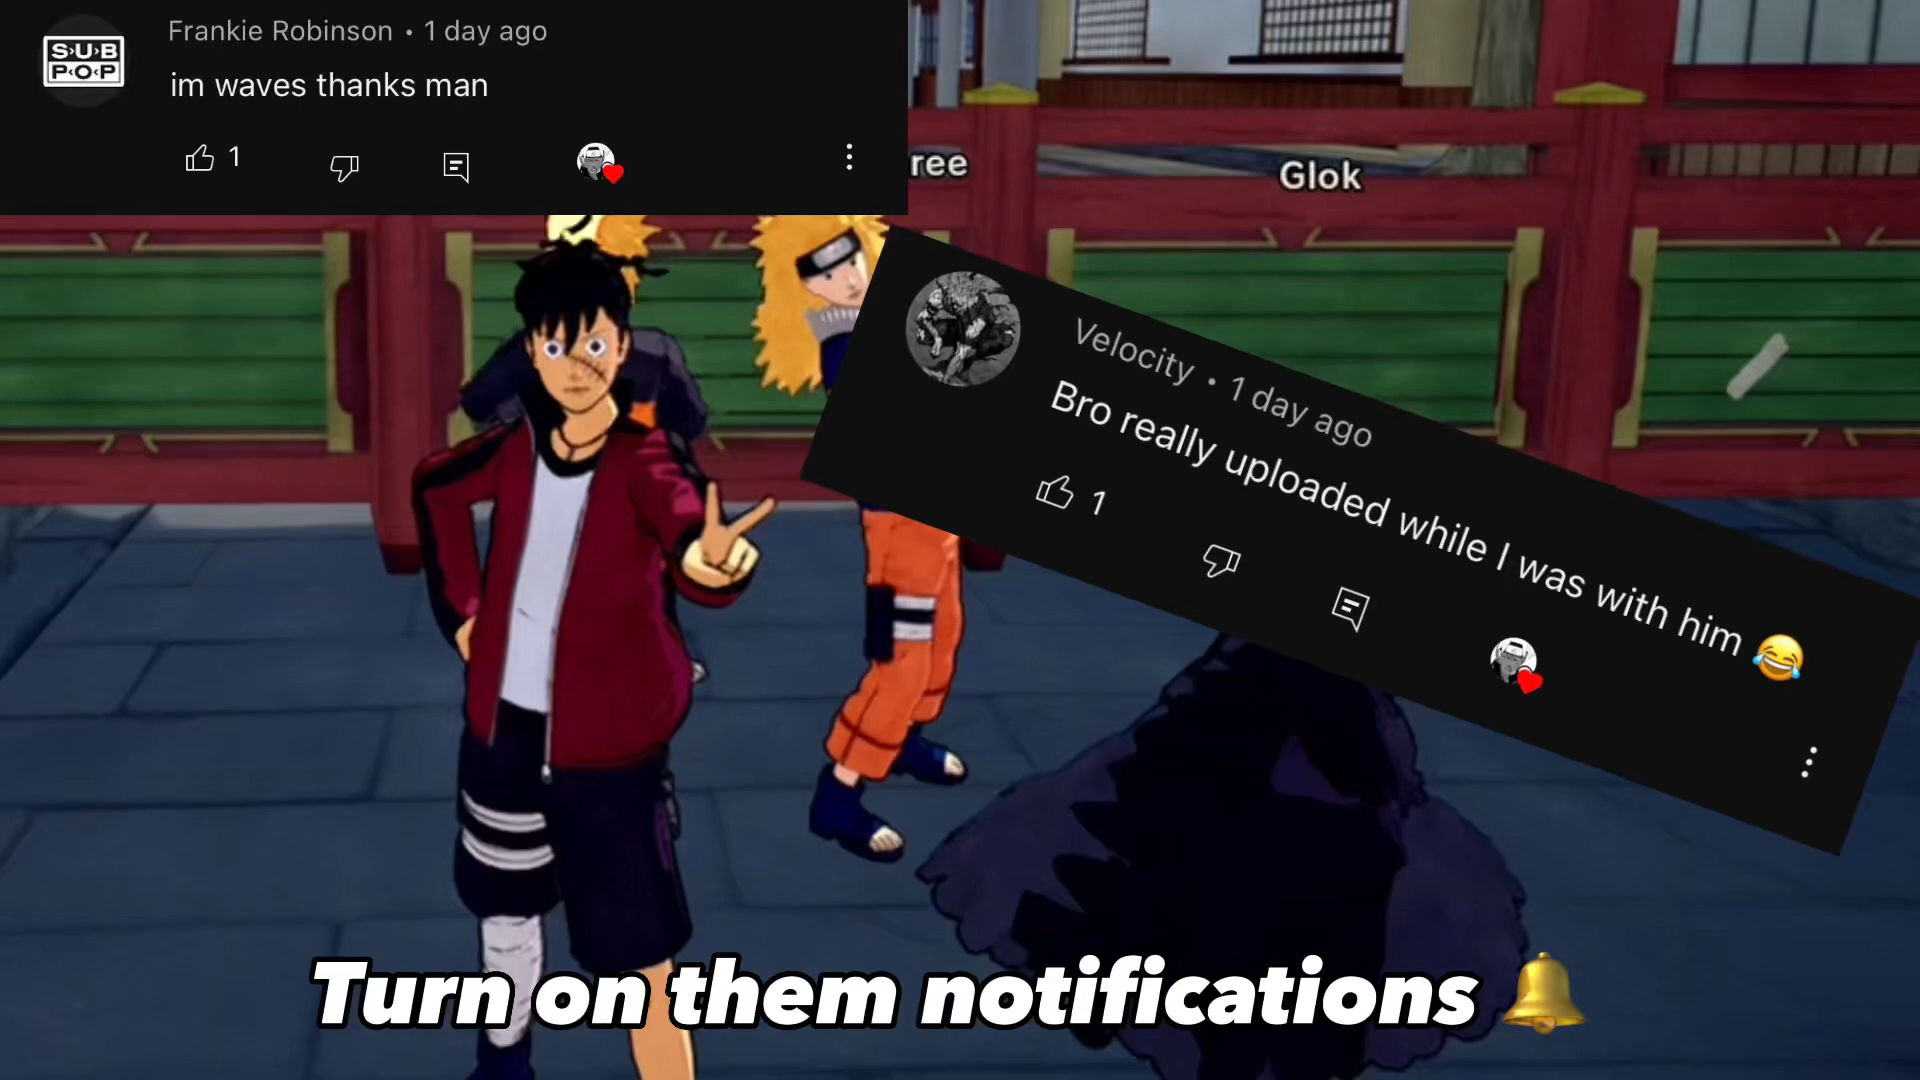 SUB
POP
Frankie Robinson • 1 day ago
im waves thanks man
1
ree
Glok
Velocity • 1 day ago
Bro really uploaded while I was with him 😂
1
Turn on them notifications 🔔